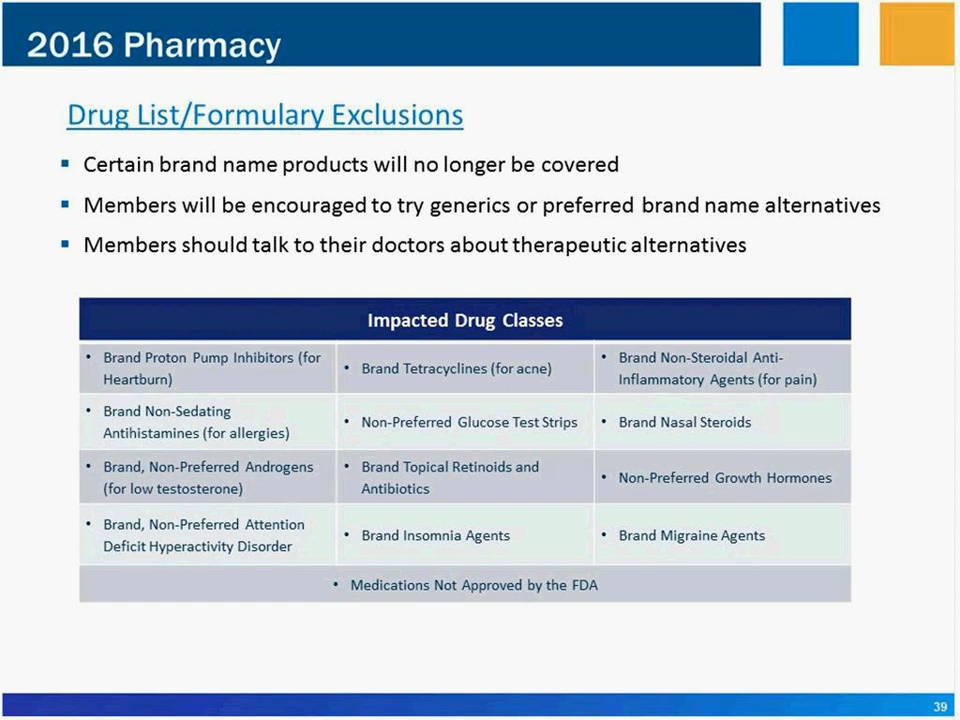 2016 Pharmacy
Drug List/Formulary Exclusions
▪ Certain brand name products will no longer be covered
▪ Members will be encouraged to try generics or preferred brand name alternatives
▪ Members should talk to their doctors about therapeutic alternatives
Impacted Drug Classes
• Brand Proton Pump Inhibitors (for
Heartburn)
• Brand Tetracyclines (for acne)
• Brand Non-Steroidal Anti-
Inflammatory Agents (for pain)
• Brand Non-Sedating
Antihistamines (for allergies)
• Non-Preferred Glucose Test Strips
• Brand Nasal Steroids
• Brand, Non-Preferred Androgens
(for low testosterone)
• Brand Topical Retinoids and
Antibiotics
• Non-Preferred Growth Hormones
• Brand, Non-Preferred Attention
Deficit Hyperactivity Disorder
• Brand Insomnia Agents
• Brand Migraine Agents
• Medications Not Approved by the FDA
39